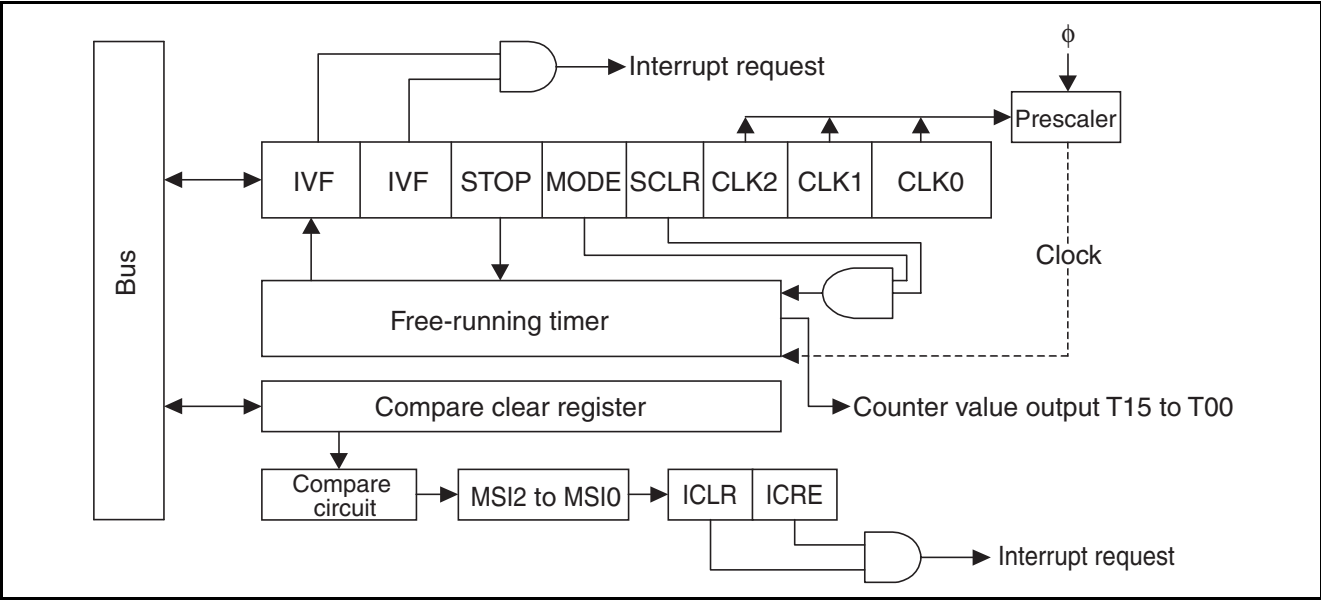 ϕ
Interrupt request
Prescaler
IVF IVF STOP MODE SCLR CLK2 CLK1 CLK0
Bus
Clock
Free-running timer
Compare clear register
Counter value output T15 to T00
Compare
circuit
MSI2 to MSI0
ICLR ICRE
Interrupt request